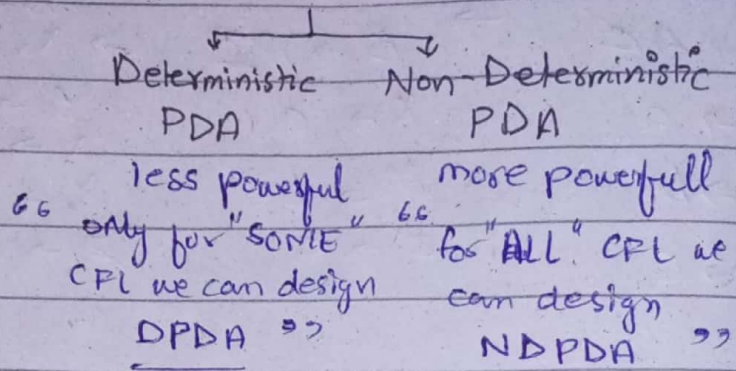 Deterministic
PDA
less powerful
“ only for "SOME"
CFL we can design
DPDA ”
Non-Deterministic
PDA
more powerfull
“ for "ALL" CFL we
can design
NDPDA ”